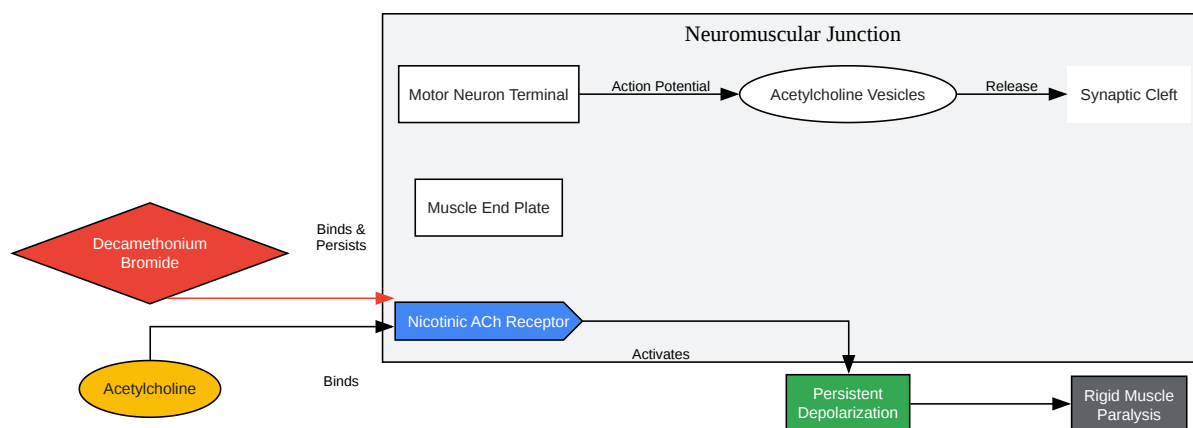 Neuromuscular Junction
Motor Neuron Terminal
Action Potential
Acetylcholine Vesicles
Release
Synaptic Cleft
Muscle End Plate
Decamethonium
Bromide
Binds &
Persists
Nicotinic ACh Receptor
Activates
Acetylcholine
Binds
Persistent
Depolarization
Rigid Muscle
Paralysis